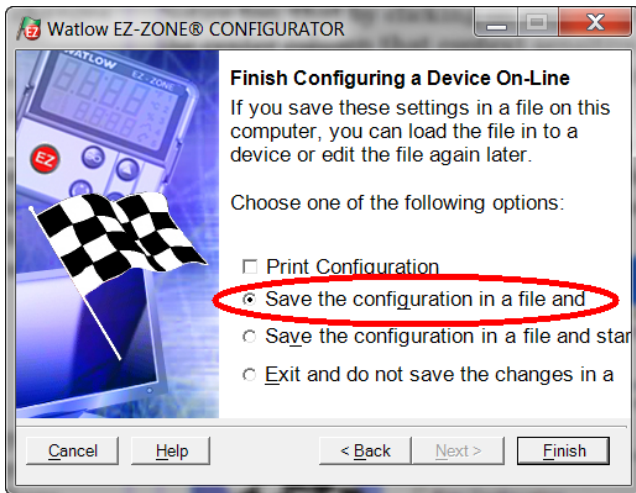 Watlow EZ-ZONE® CONFIGURATOR
WATLOW EZ-ZONE
EZ
Finish Configuring a Device On-Line
If you save these settings in a file on this
computer, you can load the file in to a
device or edit the file again later.
Choose one of the following options:
Print Configuration
Save the configuration in a file and
Save the configuration in a file and star
Exit and do not save the changes in a
Cancel
Help
< Back
Next >
Finish